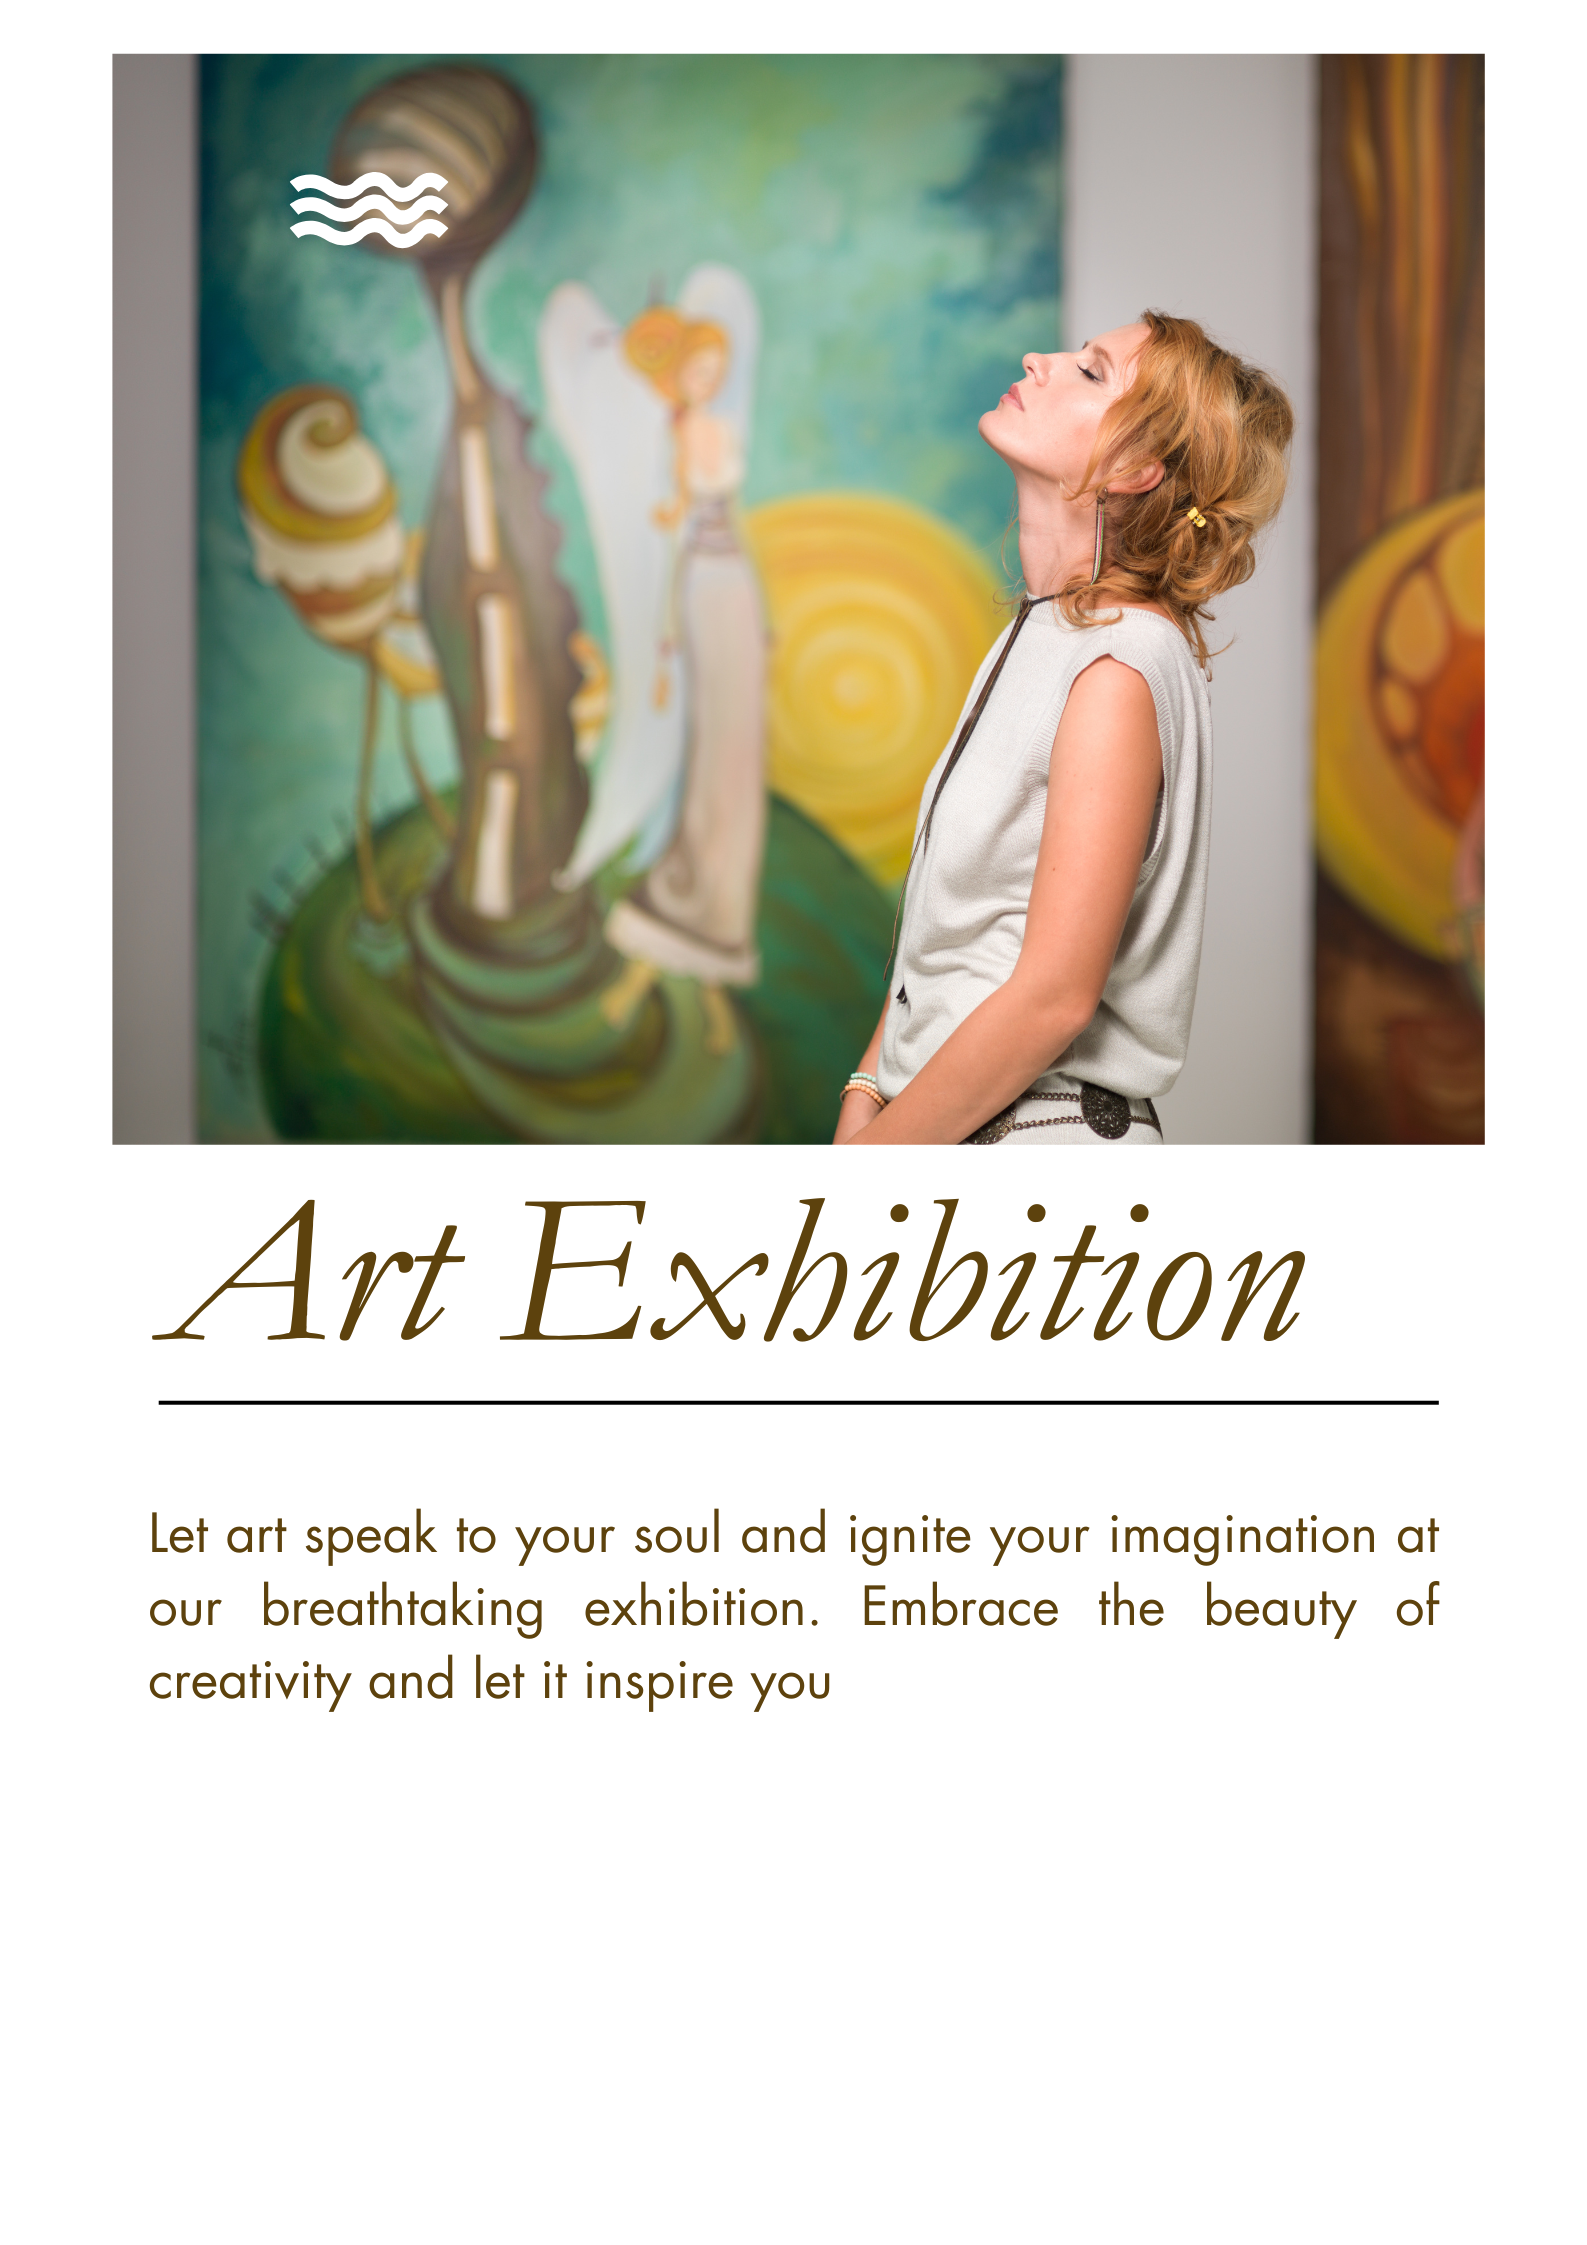 Art Exhibition
Let art speak to your soul and ignite your imagination at
our breathtaking exhibition. Embrace the beauty of
creativity and let it inspire you